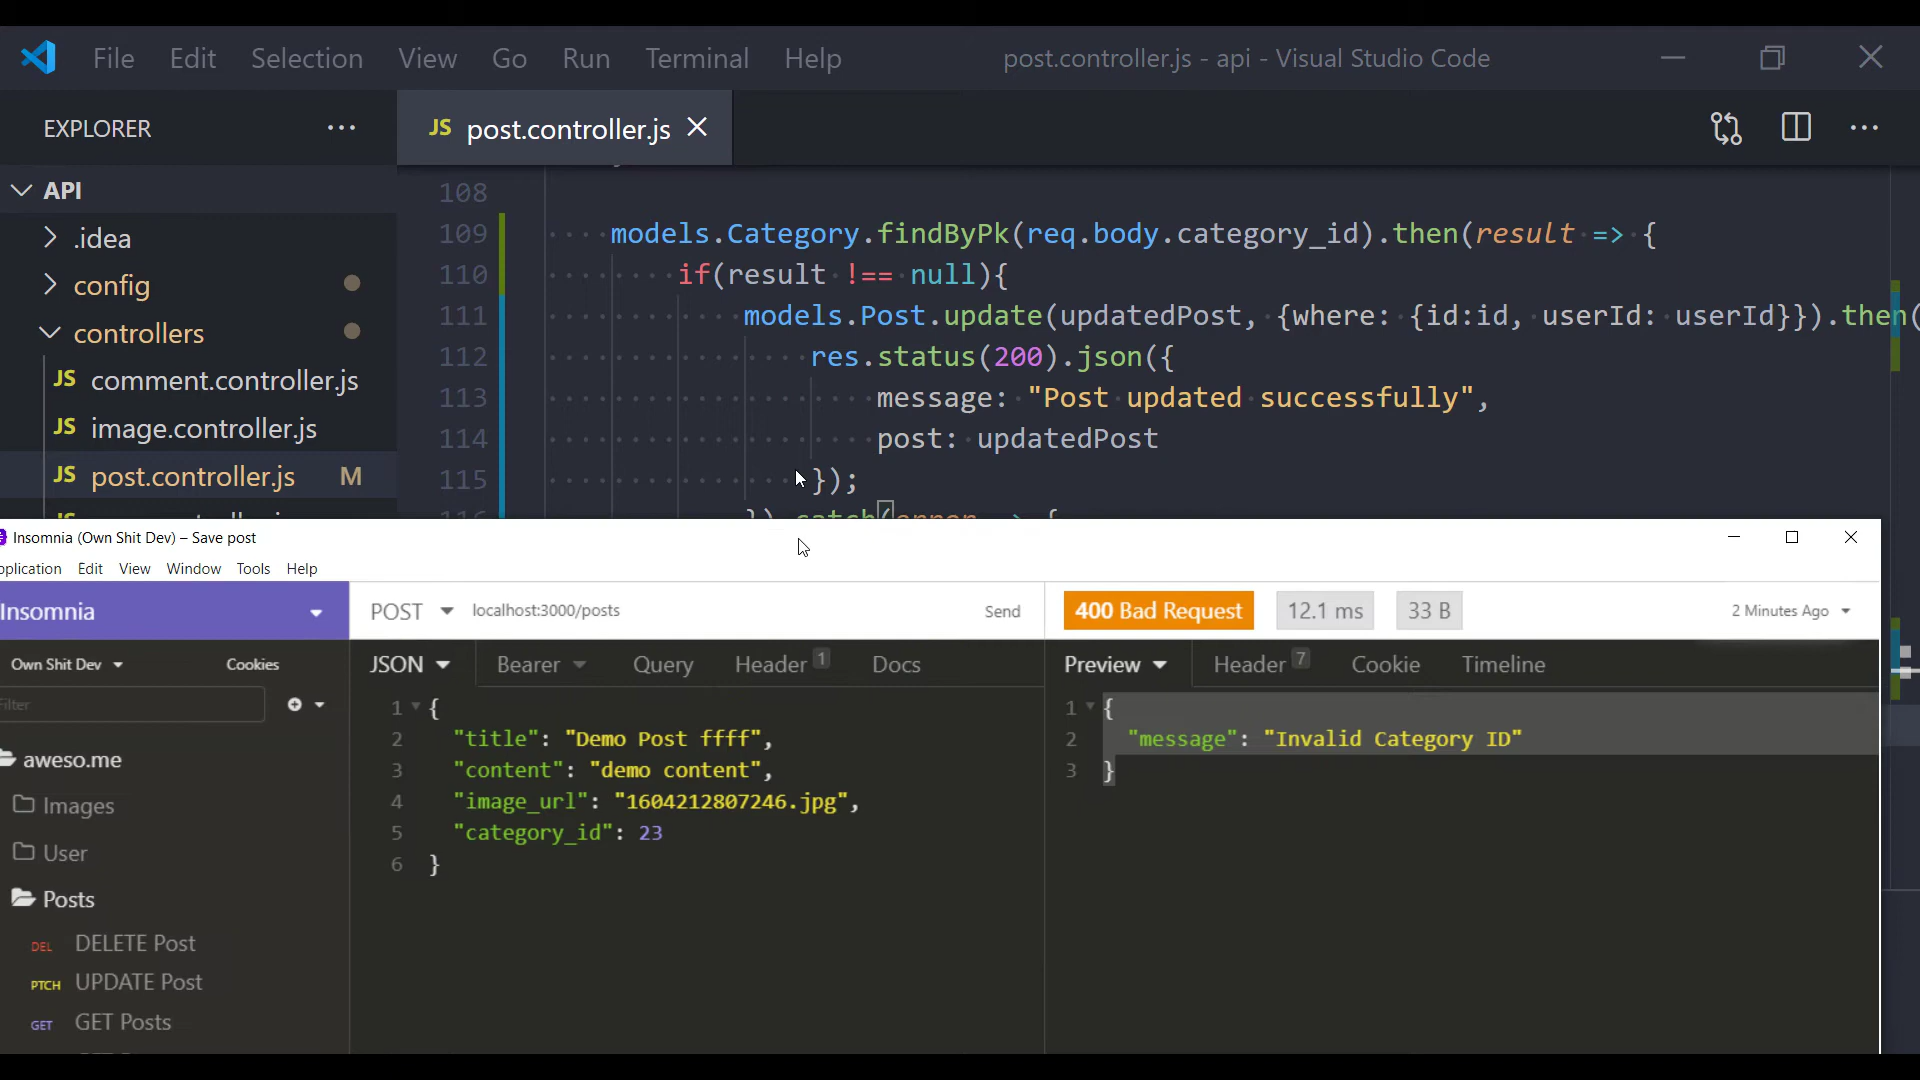 File Edit Selection View Go Run Terminal Help post.controller.js - api - Visual Studio Code
EXPLORER ··· JS post.controller.js
API
.idea
config
controllers
JS comment.controller.js
JS image.controller.js
JS post.controller.js M
108
109 models.Category.findByPk(req.body.category_id).then(result => {
110 if(result !== null){
111 models.Post.update(updatedPost, {where: {id:id, userId: userId}}).then(
112 res.status(200).json({
113 message: "Post updated successfully",
114 post: updatedPost
115 });
116 }).catch(error => {
Insomnia (Own Shit Dev) – Save post
Edit View Window Tools Help
Insomnia POST localhost:3000/posts Send 400 Bad Request 12.1 ms 33 B 2 Minutes Ago
Own Shit Dev Cookies JSON Bearer Query Header 1 Docs Preview Header 7 Cookie Timeline
Filter
aweso.me
Images
User
Posts
DEL DELETE Post
PTCH UPDATE Post
GET GET Posts
1 {
2 "title": "Demo Post ffff",
3 "content": "demo content",
4 "image_url": "1604212807246.jpg",
5 "category_id": 23
6 }
1 {
2 "message": "Invalid Category ID"
3 }